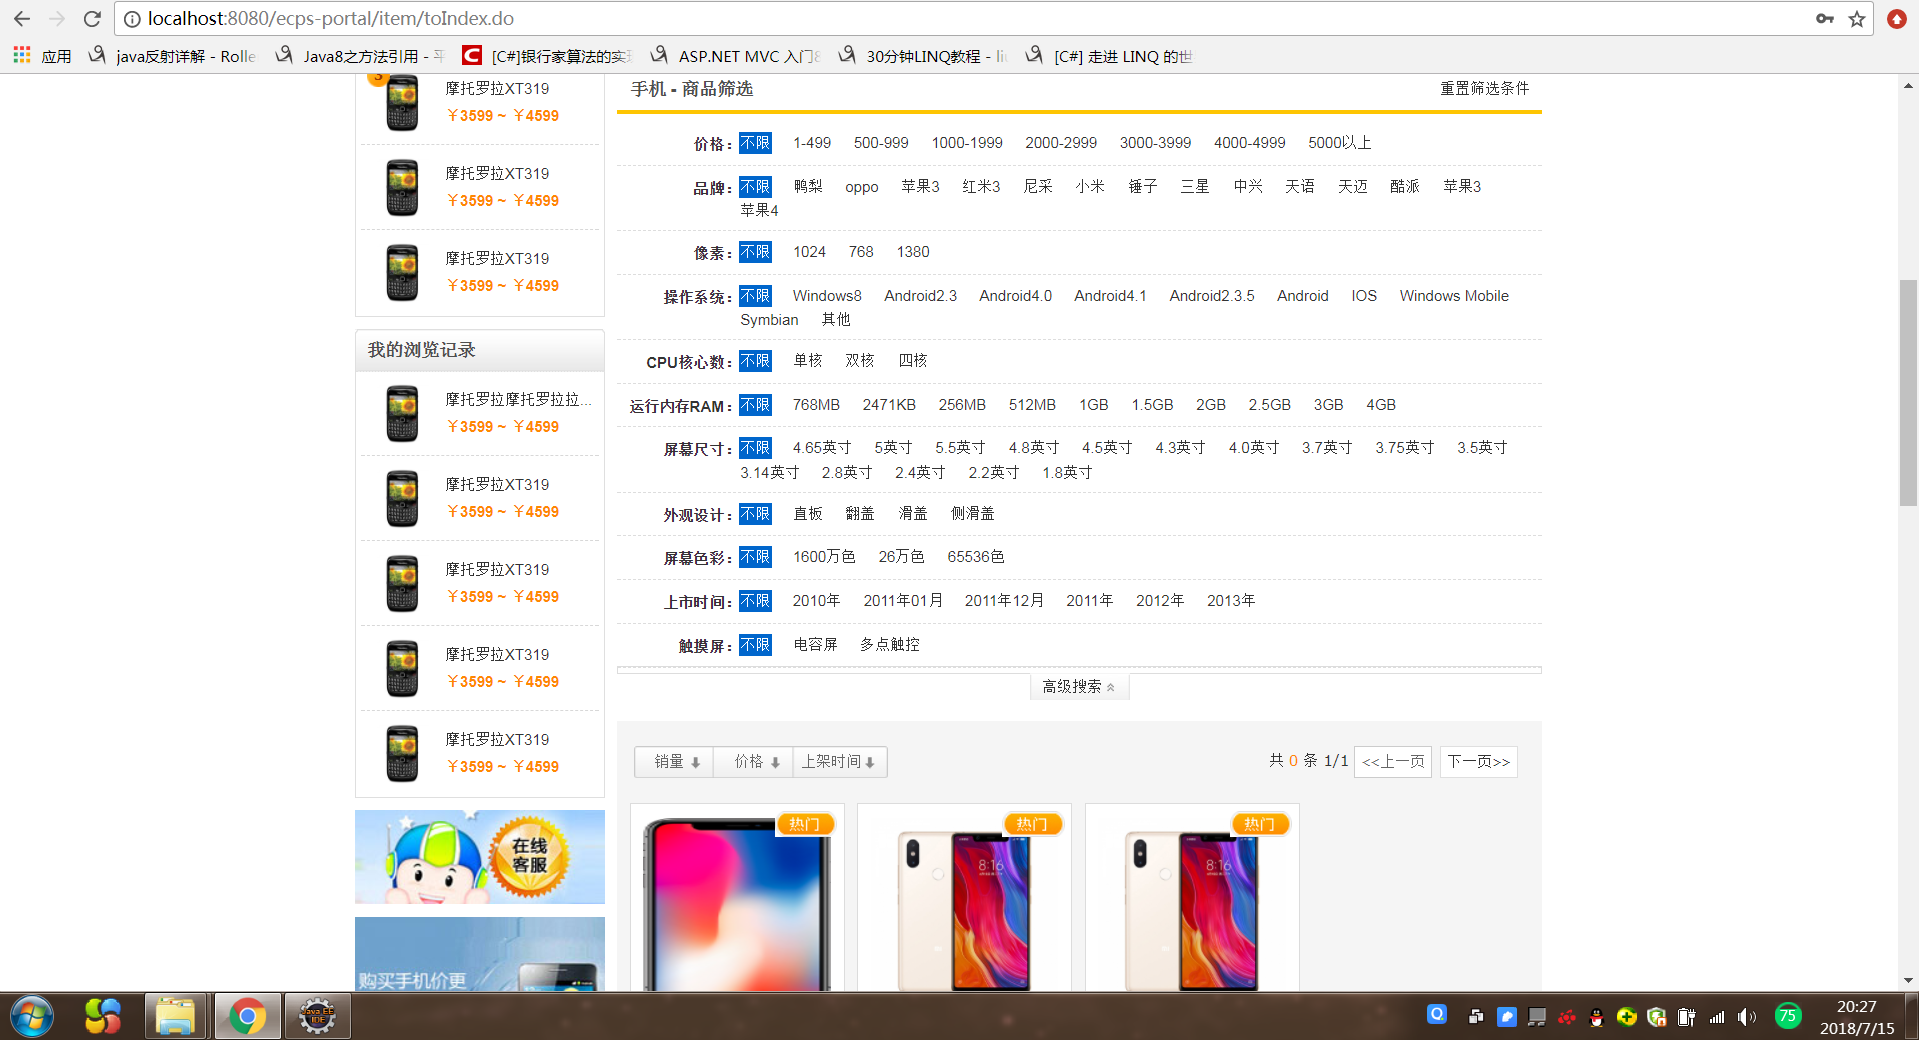 localhost:8080/ecps-portal/item/toIndex.do
应用 java反射详解 - Rolle Java8之方法引用 - 平 [C#]银行家算法的实现 ASP.NET MVC 入门8 30分钟LINQ教程 - li [C#] 走进 LINQ 的世
3
摩托罗拉XT319
￥3599 ~ ￥4599
摩托罗拉XT319
￥3599 ~ ￥4599
摩托罗拉XT319
￥3599 ~ ￥4599
我的浏览记录
摩托罗拉摩托罗拉拉...
￥3599 ~ ￥4599
摩托罗拉XT319
￥3599 ~ ￥4599
摩托罗拉XT319
￥3599 ~ ￥4599
摩托罗拉XT319
￥3599 ~ ￥4599
摩托罗拉XT319
￥3599 ~ ￥4599
在线
客服
购买手机价更
手机 - 商品筛选 重置筛选条件
价格： 不限 1-499 500-999 1000-1999 2000-2999 3000-3999 4000-4999 5000以上
品牌： 不限 鸭梨 oppo 苹果3 红米3 尼采 小米 锤子 三星 中兴 天语 天迈 酷派 苹果3
苹果4
像素： 不限 1024 768 1380
操作系统： 不限 Windows8 Android2.3 Android4.0 Android4.1 Android2.3.5 Android IOS Windows Mobile
Symbian 其他
CPU核心数： 不限 单核 双核 四核
运行内存RAM： 不限 768MB 2471KB 256MB 512MB 1GB 1.5GB 2GB 2.5GB 3GB 4GB
屏幕尺寸： 不限 4.65英寸 5英寸 5.5英寸 4.8英寸 4.5英寸 4.3英寸 4.0英寸 3.7英寸 3.75英寸 3.5英寸
3.14英寸 2.8英寸 2.4英寸 2.2英寸 1.8英寸
外观设计： 不限 直板 翻盖 滑盖 侧滑盖
屏幕色彩： 不限 1600万色 26万色 65536色
上市时间： 不限 2010年 2011年01月 2011年12月 2011年 2012年 2013年
触摸屏： 不限 电容屏 多点触控
高级搜索
销量 价格 上架时间 共 0 条 1/1 <<上一页 下一页>>
热门 热门 热门
8:16 8:16
Java EE
IDE
75
20:27
2018/7/15